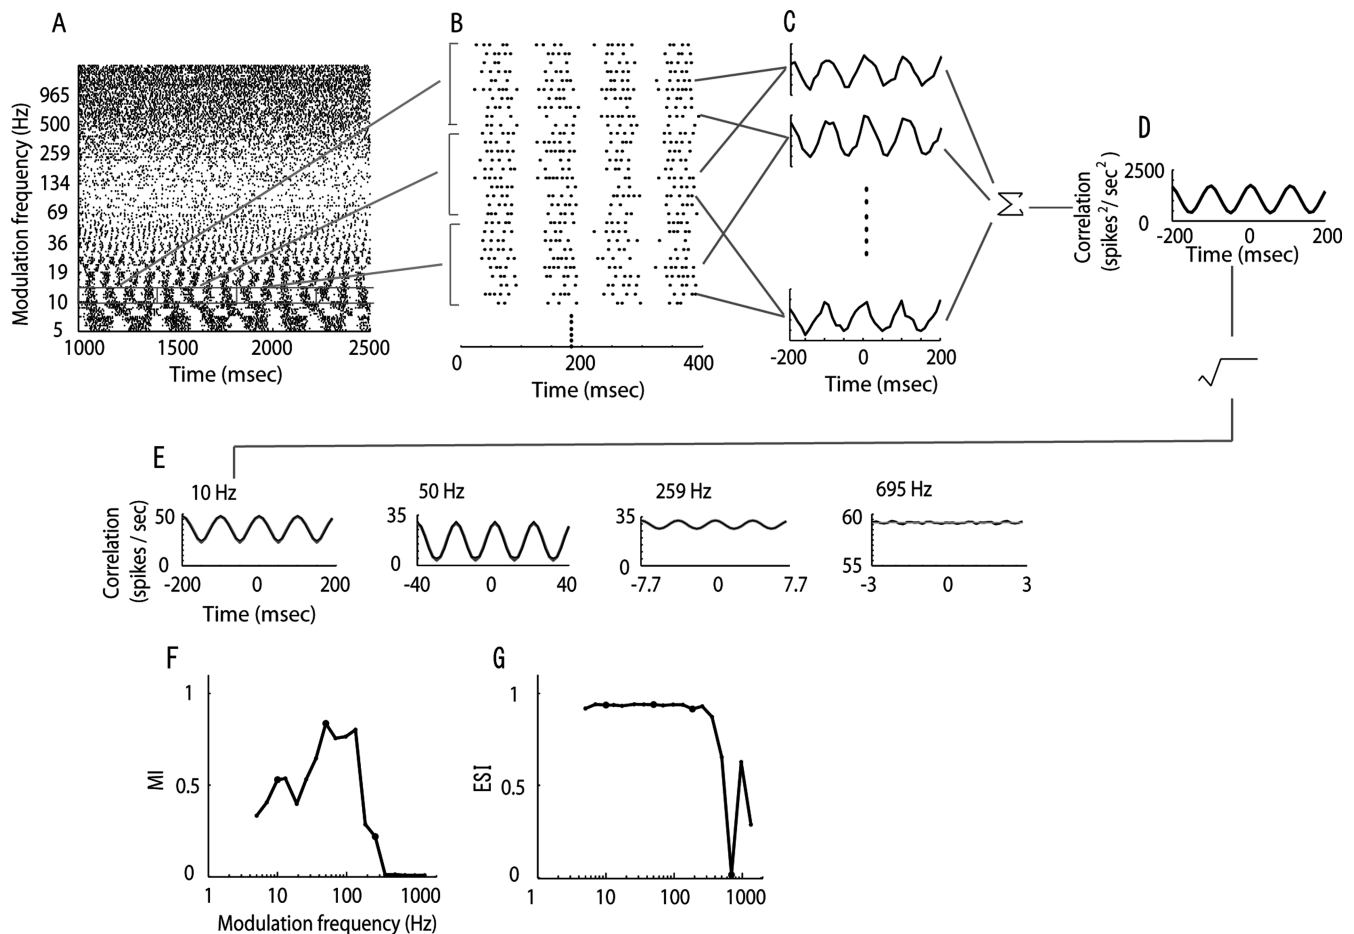 A
Modulation frequency (Hz)
965
500
259
134
69
36
19
10
5
1000 1500 2000 2500
Time (msec)
B
0 200 400
Time (msec)
C
-200 0 200
Time (msec)
Σ
D
Correlation
(spikes²/ sec²)
2500
0
-200 0 200
Time (msec)
√
E
Correlation
(spikes / sec)
10 Hz
50
0
-200 0 200
Time (msec)
50 Hz
35
0
-40 0 40
259 Hz
35
0
-7.7 0 7.7
695 Hz
60
55
-3 0 3
F
MI
1
0.5
0
1 10 100 1000
Modulation frequency (Hz)
G
ESI
1
0.5
0
1 10 100 1000